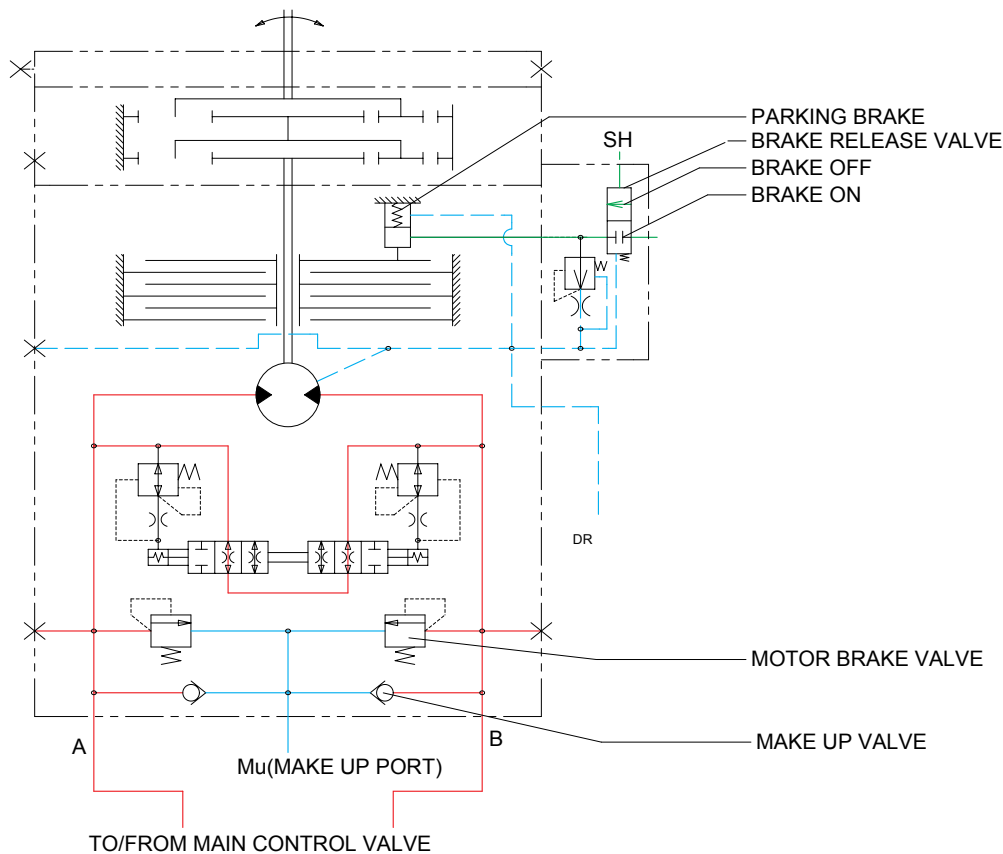 PARKING BRAKE
SH
BRAKE RELEASE VALVE
BRAKE OFF
BRAKE ON
DR
MOTOR BRAKE VALVE
A
B
MAKE UP VALVE
Mu(MAKE UP PORT)
TO/FROM MAIN CONTROL VALVE